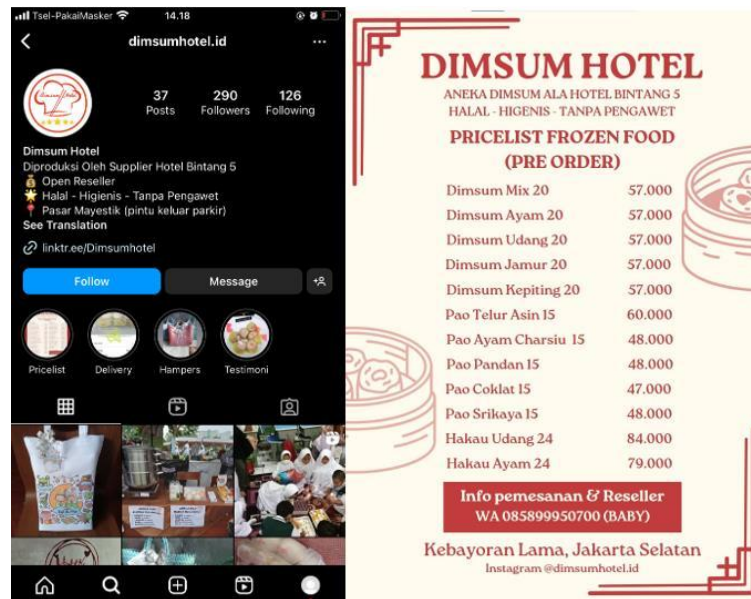 Tsel-PakaiMasker 14.18
dimsumhotel.id
37 290 126
Posts Followers Following
Dimsum Hotel
Diproduksi Oleh Supplier Hotel Bintang 5
Open Reseller
Halal - Higienis - Tanpa Pengawet
Pasar Mayestik (pintu keluar parkir)
See Translation
linktr.ee/Dimsumhotel
Follow Message
Pricelist Delivery Hampers Testimoni
DIMSUM HOTEL
ANEKA DIMSUM ALA HOTEL BINTANG 5
HALAL - HIGENIS - TANPA PENGAWET
PRICELIST FROZEN FOOD
(PRE ORDER)
Dimsum Mix 20 57.000
Dimsum Ayam 20 57.000
Dimsum Udang 20 57.000
Dimsum Jamur 20 57.000
Dimsum Kepiting 20 57.000
Pao Telur Asin 15 60.000
Pao Ayam Charsiu 15 48.000
Pao Pandan 15 48.000
Pao Coklat 15 47.000
Pao Srikaya 15 48.000
Hakau Udang 24 84.000
Hakau Ayam 24 79.000
Info pemesanan & Reseller
WA 085899950700 (BABY)
Kebayoran Lama, Jakarta Selatan
Instagram @dimsumhotel.id